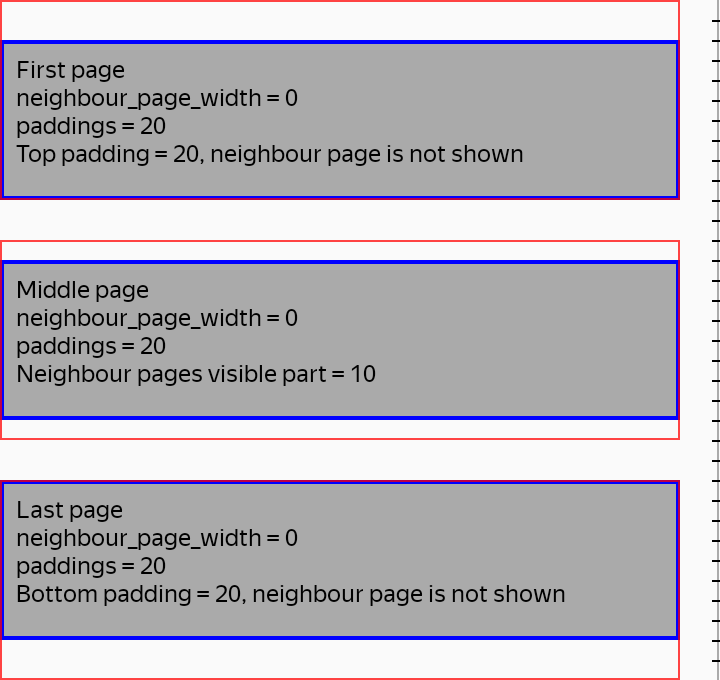 First page
neighbour_page_width = 0
paddings = 20
Top padding = 20, neighbour page is not shown
Middle page
neighbour_page_width = 0
paddings = 20
Neighbour pages visible part = 10
Last page
neighbour_page_width = 0
paddings = 20
Bottom padding = 20, neighbour page is not shown